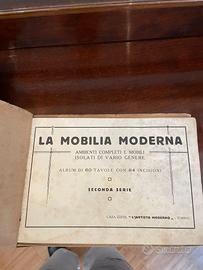 LA MOBILIA MODERNA
AMBIENTI COMPLETI E MOBILI
ISOLATI DI VARIO GENERE
ALBUM DI 60 TAVOLE CON 84 INCISIONI
SECONDA SERIE
CASA EDITR. "L'ARTISTA MODERNO" TORINO